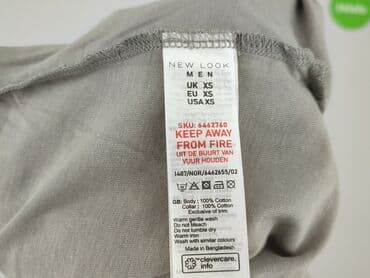 NEW LOOK
MEN
UK XS
EU XS
USA XS
SKU: 6462760
KEEP AWAY
FROM FIRE
UIT DE BUURT VAN
VUUR HOUDEN
1487/NGR/6462655/02
GB: Body : 100% Cotton
Collar : 100% Cotton
Exclusive of trim
Warm gentle wash
Do not bleach
Do not tumble dry
Warm iron
Wash with similar colours
Made in Bangladesh
clevercare.
info